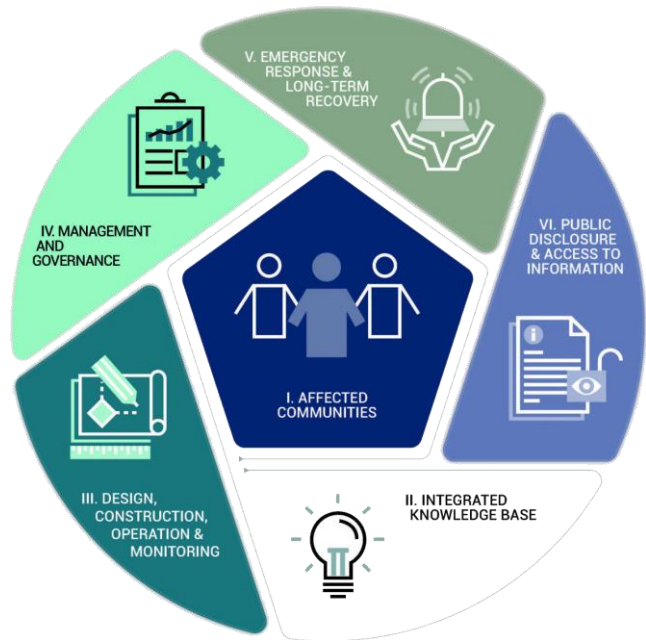 V. EMERGENCY
RESPONSE &
LONG-TERM
RECOVERY
IV. MANAGEMENT
AND
GOVERNANCE
VI. PUBLIC
DISCLOSURE
& ACCESS TO
INFORMATION
I. AFFECTED
COMMUNITIES
III. DESIGN,
CONSTRUCTION,
OPERATION &
MONITORING
II. INTEGRATED
KNOWLEDGE BASE